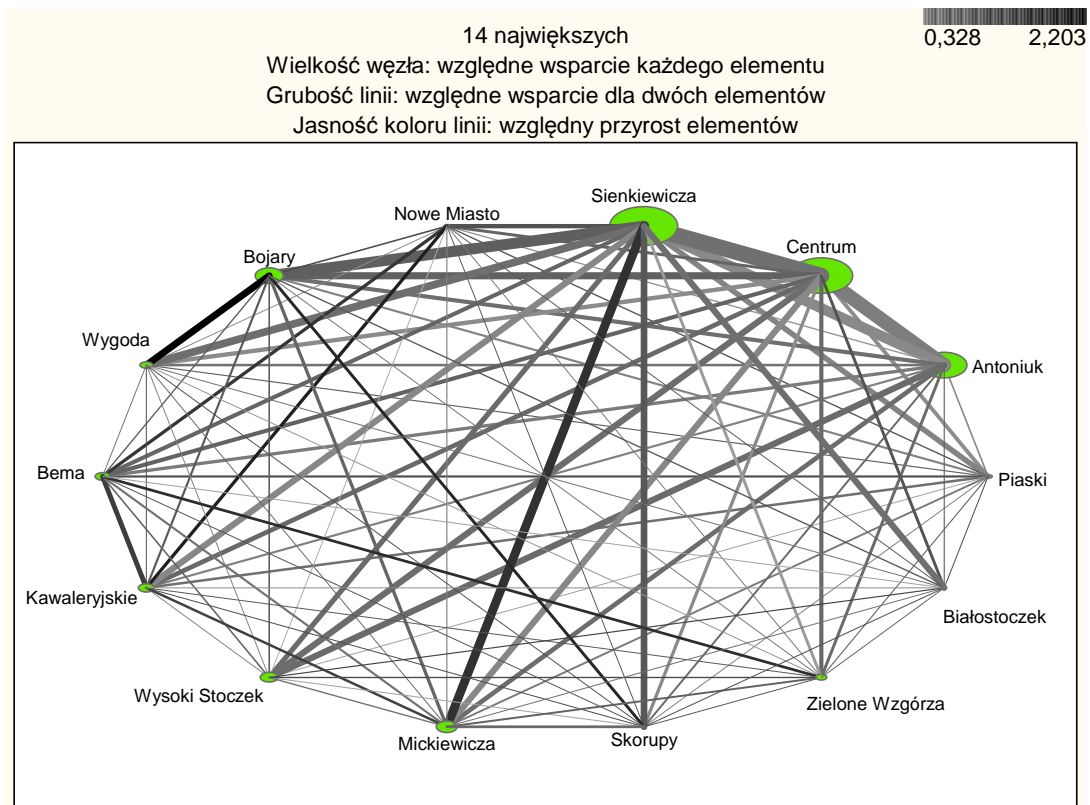 14 największych
0,328 2,203
Wielkość węzła: względne wsparcie każdego elementu
Grubość linii: względne wsparcie dla dwóch elementów
Jasność koloru linii: względny przyrost elementów
Sienkiewicza
Nowe Miasto
Centrum
Bojary
Wygoda
Antoniuk
Bema
Piaski
Kawaleryjskie
Białostoczek
Wysoki Stoczek
Zielone Wzgórza
Mickiewicza
Skorupy